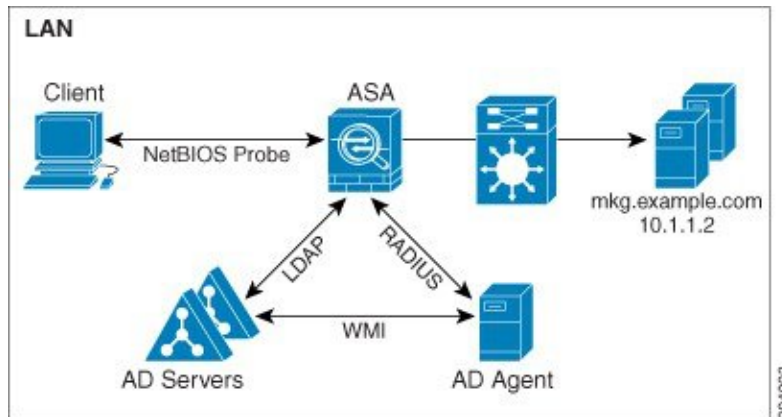 LAN
Client
ASA
NetBIOS Probe
mkg.example.com
10.1.1.2
LDAP
RADIUS
WMI
AD Servers
AD Agent